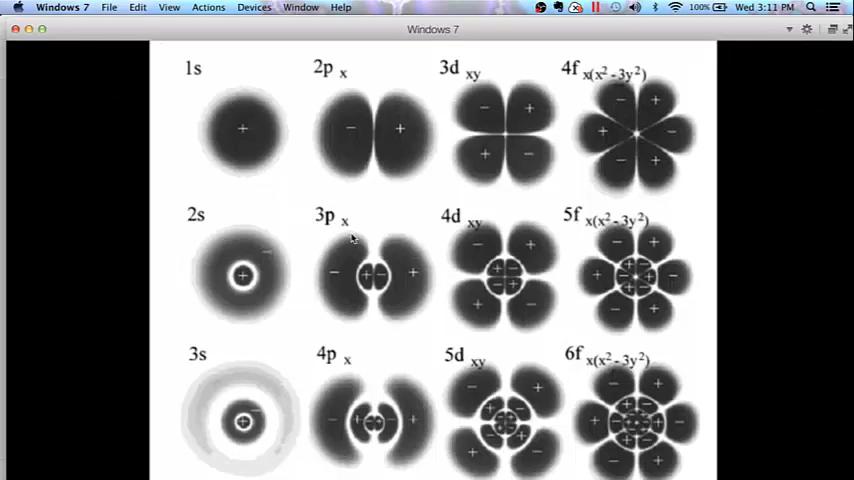 Windows 7 File Edit View Actions Devices Window Help 100% Wed 3:11 PM
Windows 7
1s 2p x 3d xy 4f x(x²-3y²)
+ - + - + + - - + - + + - - +
2s 3p x 4d xy 5f x(x²-3y²)
3s 4p x 5d xy 6f x(x²-3y²)